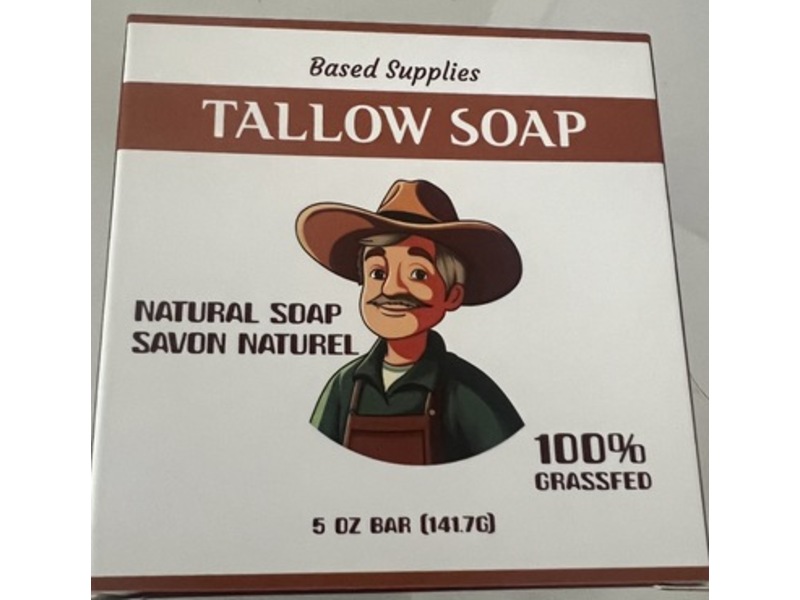 Based Supplies
TALLOW SOAP
NATURAL SOAP
SAVON NATUREL
100%
GRASSFED
5 OZ BAR (141.7G)